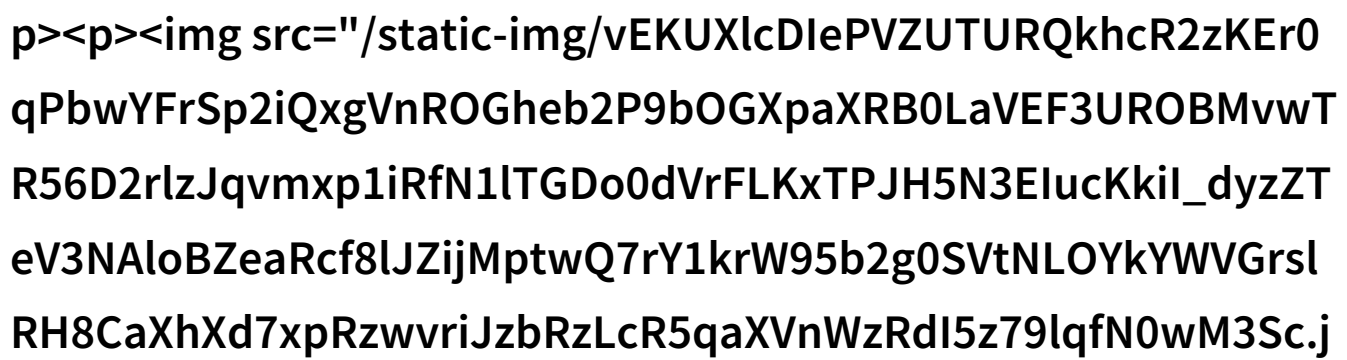 p><p><img src="/static-img/vEKUXlcDIePVZUTURQkhcR2zKEr0
qPbwYFrSp2iQxgVnROGheb2P9bOGXpaXRB0LaVEF3UROBMvwT
R56D2rlzJqvmxp1iRfN1lTGDo0dVrFLKxTPJH5N3EIucKkiI_dyzZT
eV3NAloBZeaRcf8lJZijMptwQ7rY1krW95b2g0SVtNLOYkYWVGrsl
RH8CaXhXd7xpRzwvriJzbRzLcR5qaXVnWzRdI5z79lqfN0wM3Sc.j